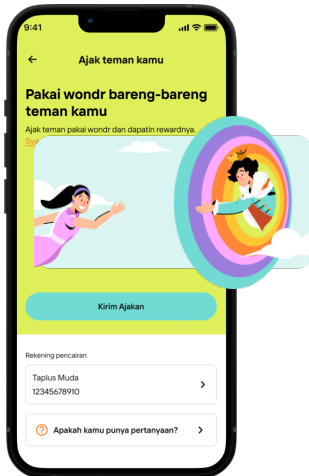 9:41
Ajak teman kamu
Pakai wondr bareng-bareng
teman kamu
Ajak teman pakai wondr dan dapatin rewardnya.
Kirim Ajakan
Rekening pencairan
Taplus Muda
12345678910
Apakah kamu punya pertanyaan?